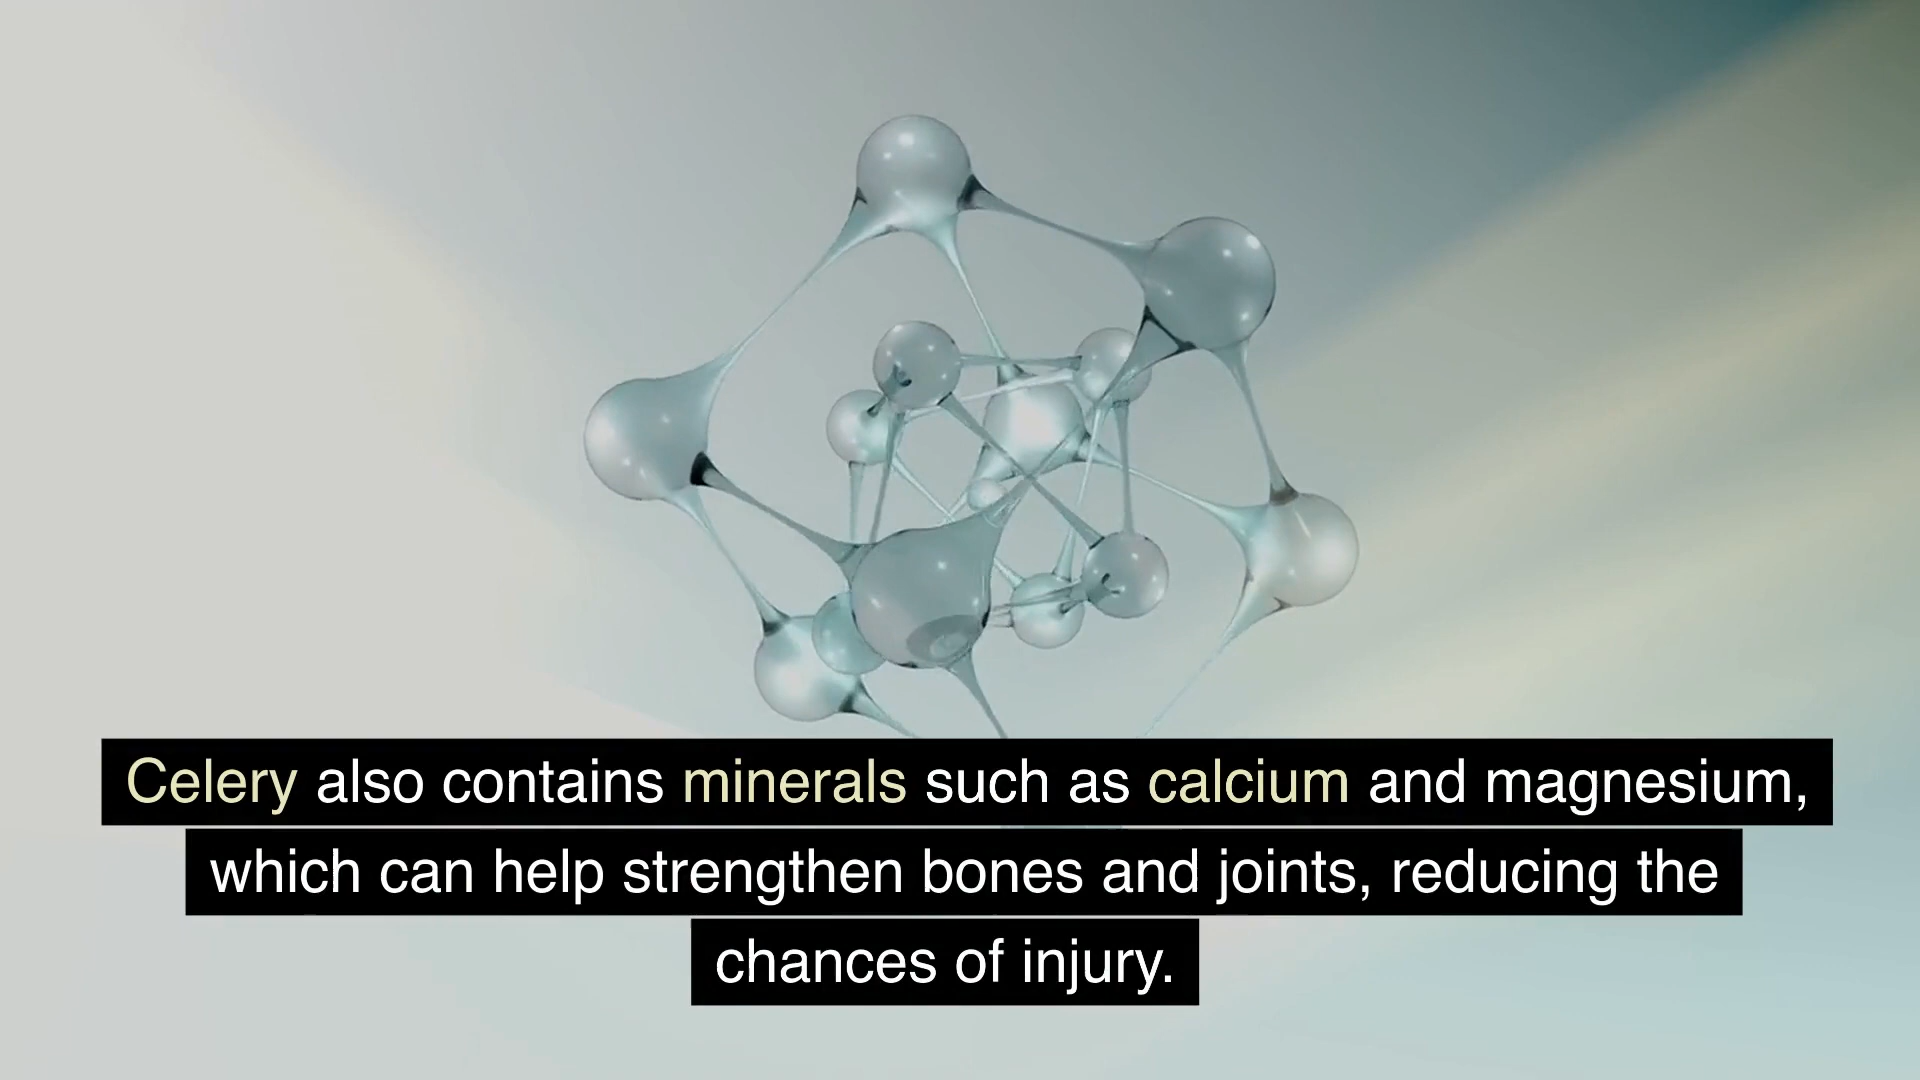 Celery also contains minerals such as calcium and magnesium,
which can help strengthen bones and joints, reducing the
chances of injury.